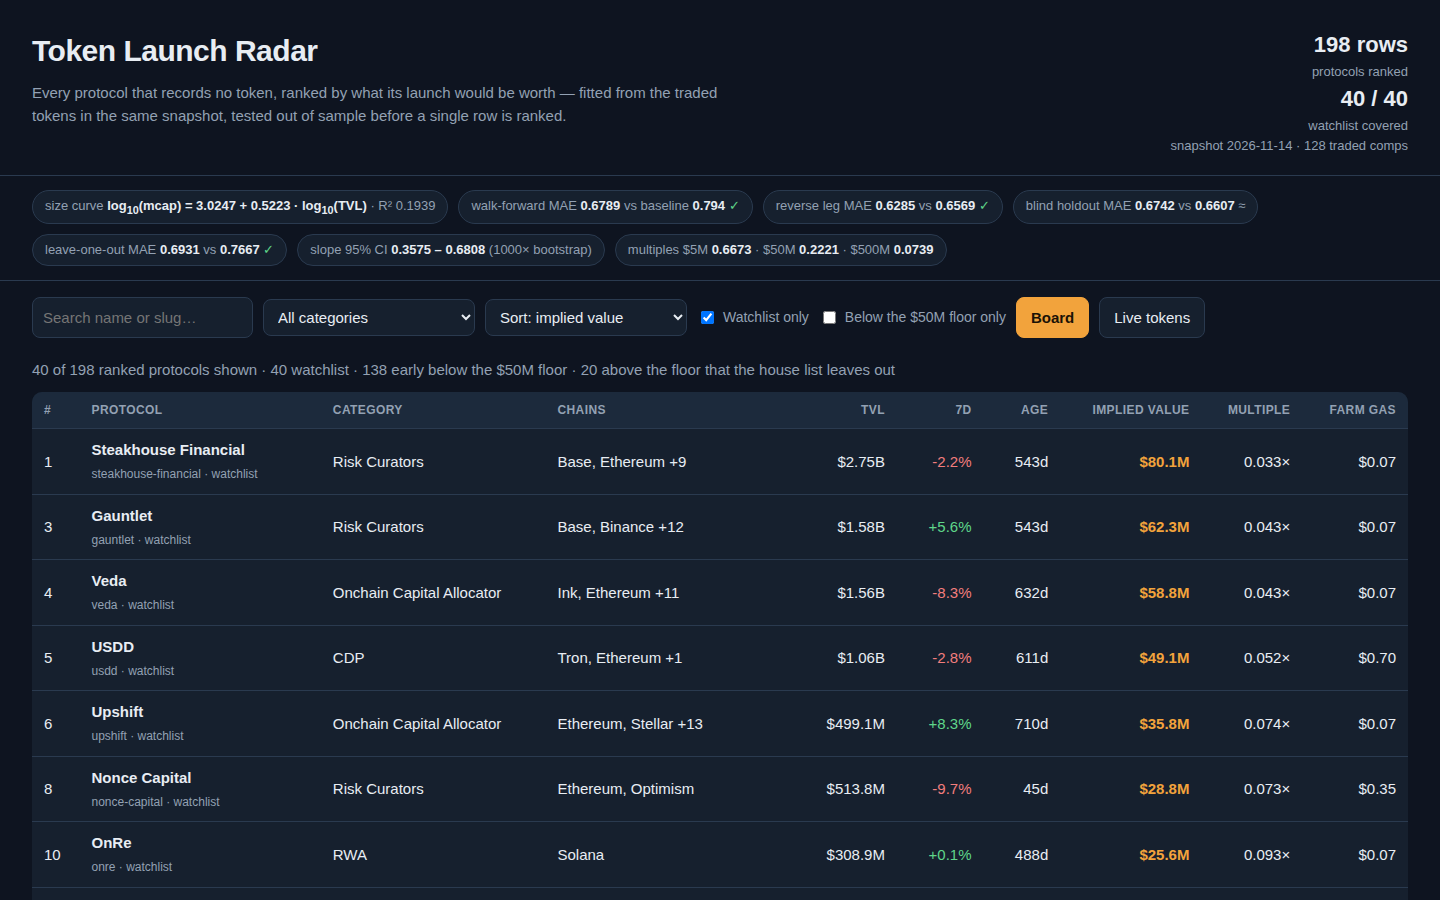 Token Launch Radar
Every protocol that records no token, ranked by what its launch would be worth — fitted from the traded
tokens in the same snapshot, tested out of sample before a single row is ranked.
198 rows
protocols ranked
40 / 40
watchlist covered
snapshot 2026-11-14 · 128 traded comps
size curve log10(mcap) = 3.0247 + 0.5223 · log10(TVL) · R² 0.1939
walk-forward MAE 0.6789 vs baseline 0.794 ✓
reverse leg MAE 0.6285 vs 0.6569 ✓
blind holdout MAE 0.6742 vs 0.6607 ≈
leave-one-out MAE 0.6931 vs 0.7667 ✓
slope 95% CI 0.3575 – 0.6808 (1000× bootstrap)
multiples $5M 0.6673 · $50M 0.2221 · $500M 0.0739
Search name or slug…
All categories
Sort: implied value
Watchlist only
Below the $50M floor only
Board
Live tokens
40 of 198 ranked protocols shown · 40 watchlist · 138 early below the $50M floor · 20 above the floor that the house list leaves out
# PROTOCOL CATEGORY CHAINS TVL 7D AGE IMPLIED VALUE MULTIPLE FARM GAS
1 Steakhouse Financial Risk Curators Base, Ethereum +9 $2.75B -2.2% 543d $80.1M 0.033× $0.07
steakhouse-financial · watchlist
3 Gauntlet Risk Curators Base, Binance +12 $1.58B +5.6% 543d $62.3M 0.043× $0.07
gauntlet · watchlist
4 Veda Onchain Capital Allocator Ink, Ethereum +11 $1.56B -8.3% 632d $58.8M 0.043× $0.07
veda · watchlist
5 USDD CDP Tron, Ethereum +1 $1.06B -2.8% 611d $49.1M 0.052× $0.70
usdd · watchlist
6 Upshift Onchain Capital Allocator Ethereum, Stellar +13 $499.1M +8.3% 710d $35.8M 0.074× $0.07
upshift · watchlist
8 Nonce Capital Risk Curators Ethereum, Optimism $513.8M -9.7% 45d $28.8M 0.073× $0.35
nonce-capital · watchlist
10 OnRe RWA Solana $308.9M +0.1% 488d $25.6M 0.093× $0.07
onre · watchlist